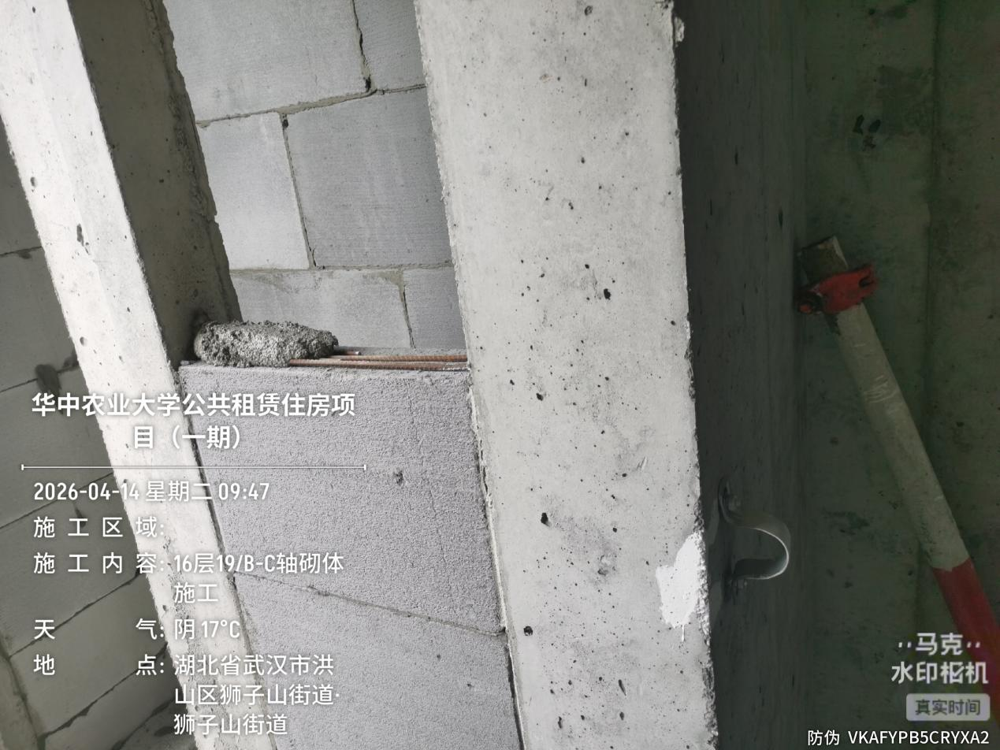 华中农业大学公共租赁住房项
目（一期）
2026-04-14 星期二 09:47
施工区域:
施工内容: 16层19/B-C轴砌体
施工
天气: 阴 17°C
地点: 湖北省武汉市洪
山区狮子山街道·
狮子山街道
马克
水印相机
真实时间
防伪 VKAFYPB5CRYXA2